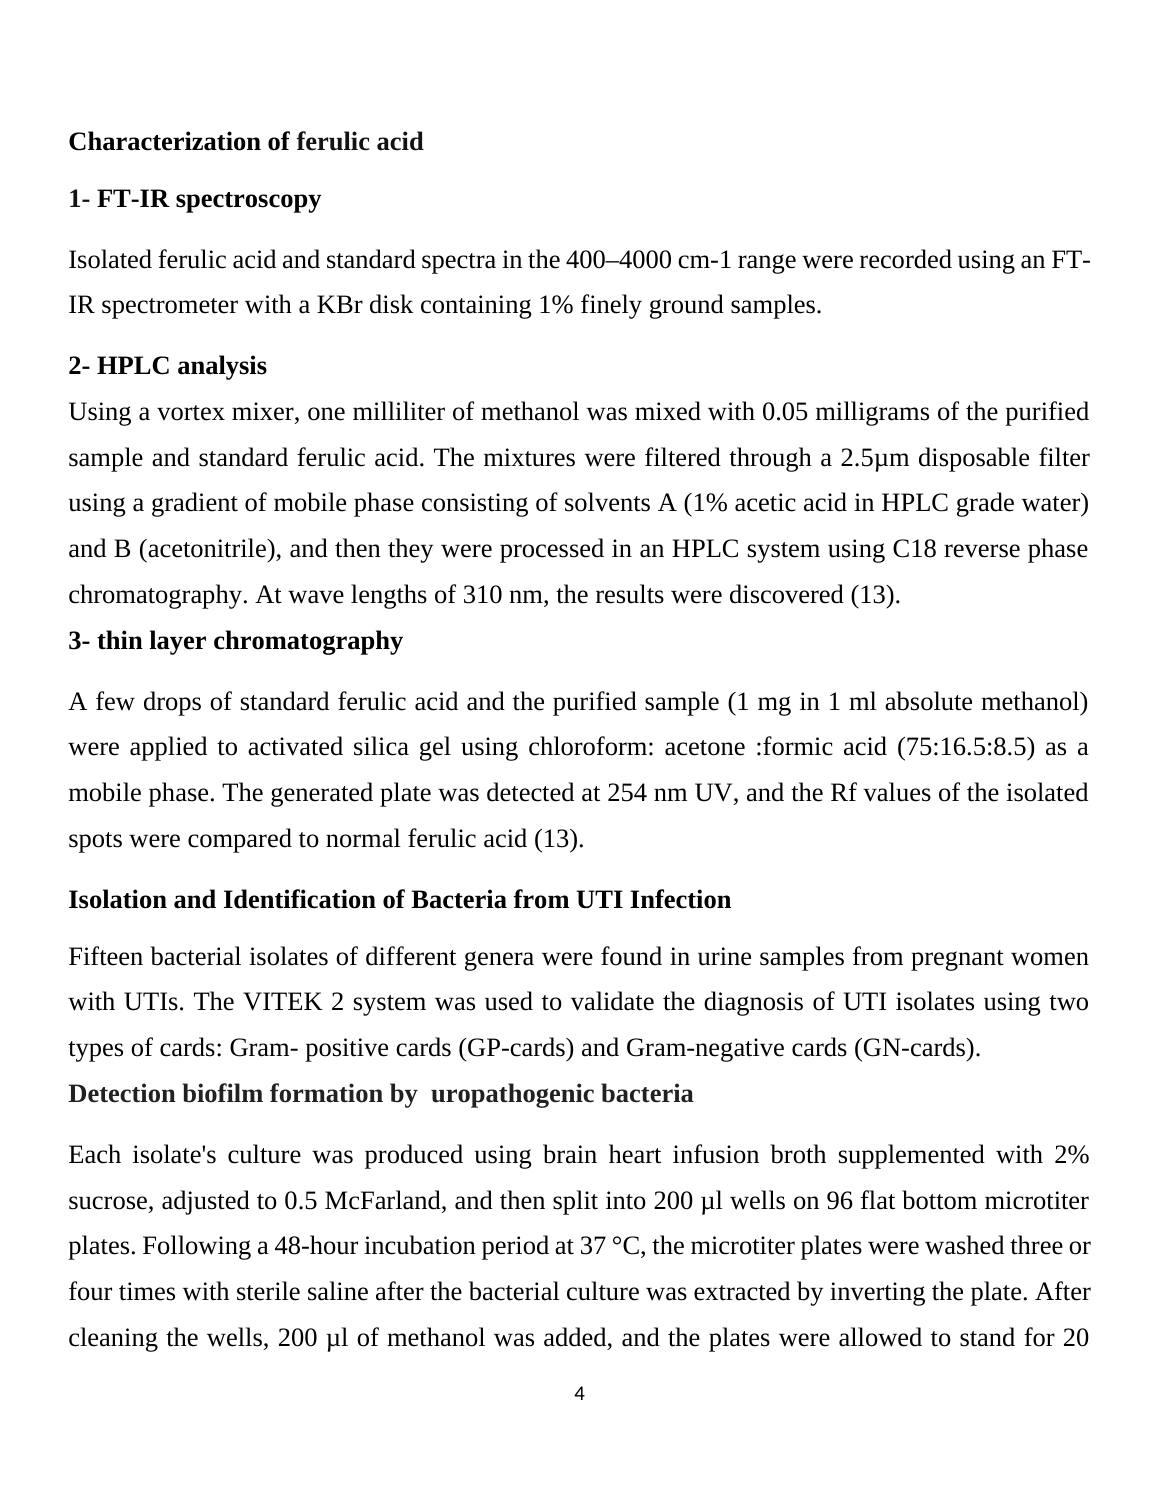 Characterization of ferulic acid
1- FT-IR spectroscopy
Isolated ferulic acid and standard spectra in the 400–4000 cm-1 range were recorded using an FT-
IR spectrometer with a KBr disk containing 1% finely ground samples.
2- HPLC analysis
Using a vortex mixer, one milliliter of methanol was mixed with 0.05 milligrams of the purified
sample and standard ferulic acid. The mixtures were filtered through a 2.5µm disposable filter
using a gradient of mobile phase consisting of solvents A (1% acetic acid in HPLC grade water)
and B (acetonitrile), and then they were processed in an HPLC system using C18 reverse phase
chromatography. At wave lengths of 310 nm, the results were discovered (13).
3- thin layer chromatography
A few drops of standard ferulic acid and the purified sample (1 mg in 1 ml absolute methanol)
were applied to activated silica gel using chloroform: acetone :formic acid (75:16.5:8.5) as a
mobile phase. The generated plate was detected at 254 nm UV, and the Rf values of the isolated
spots were compared to normal ferulic acid (13).
Isolation and Identification of Bacteria from UTI Infection
Fifteen bacterial isolates of different genera were found in urine samples from pregnant women
with UTIs. The VITEK 2 system was used to validate the diagnosis of UTI isolates using two
types of cards: Gram- positive cards (GP-cards) and Gram-negative cards (GN-cards).
Detection biofilm formation by  uropathogenic bacteria
Each isolate's culture was produced using brain heart infusion broth supplemented with 2%
sucrose, adjusted to 0.5 McFarland, and then split into 200 µl wells on 96 flat bottom microtiter
plates. Following a 48-hour incubation period at 37 °C, the microtiter plates were washed three or
four times with sterile saline after the bacterial culture was extracted by inverting the plate. After
cleaning the wells, 200 µl of methanol was added, and the plates were allowed to stand for 20
4